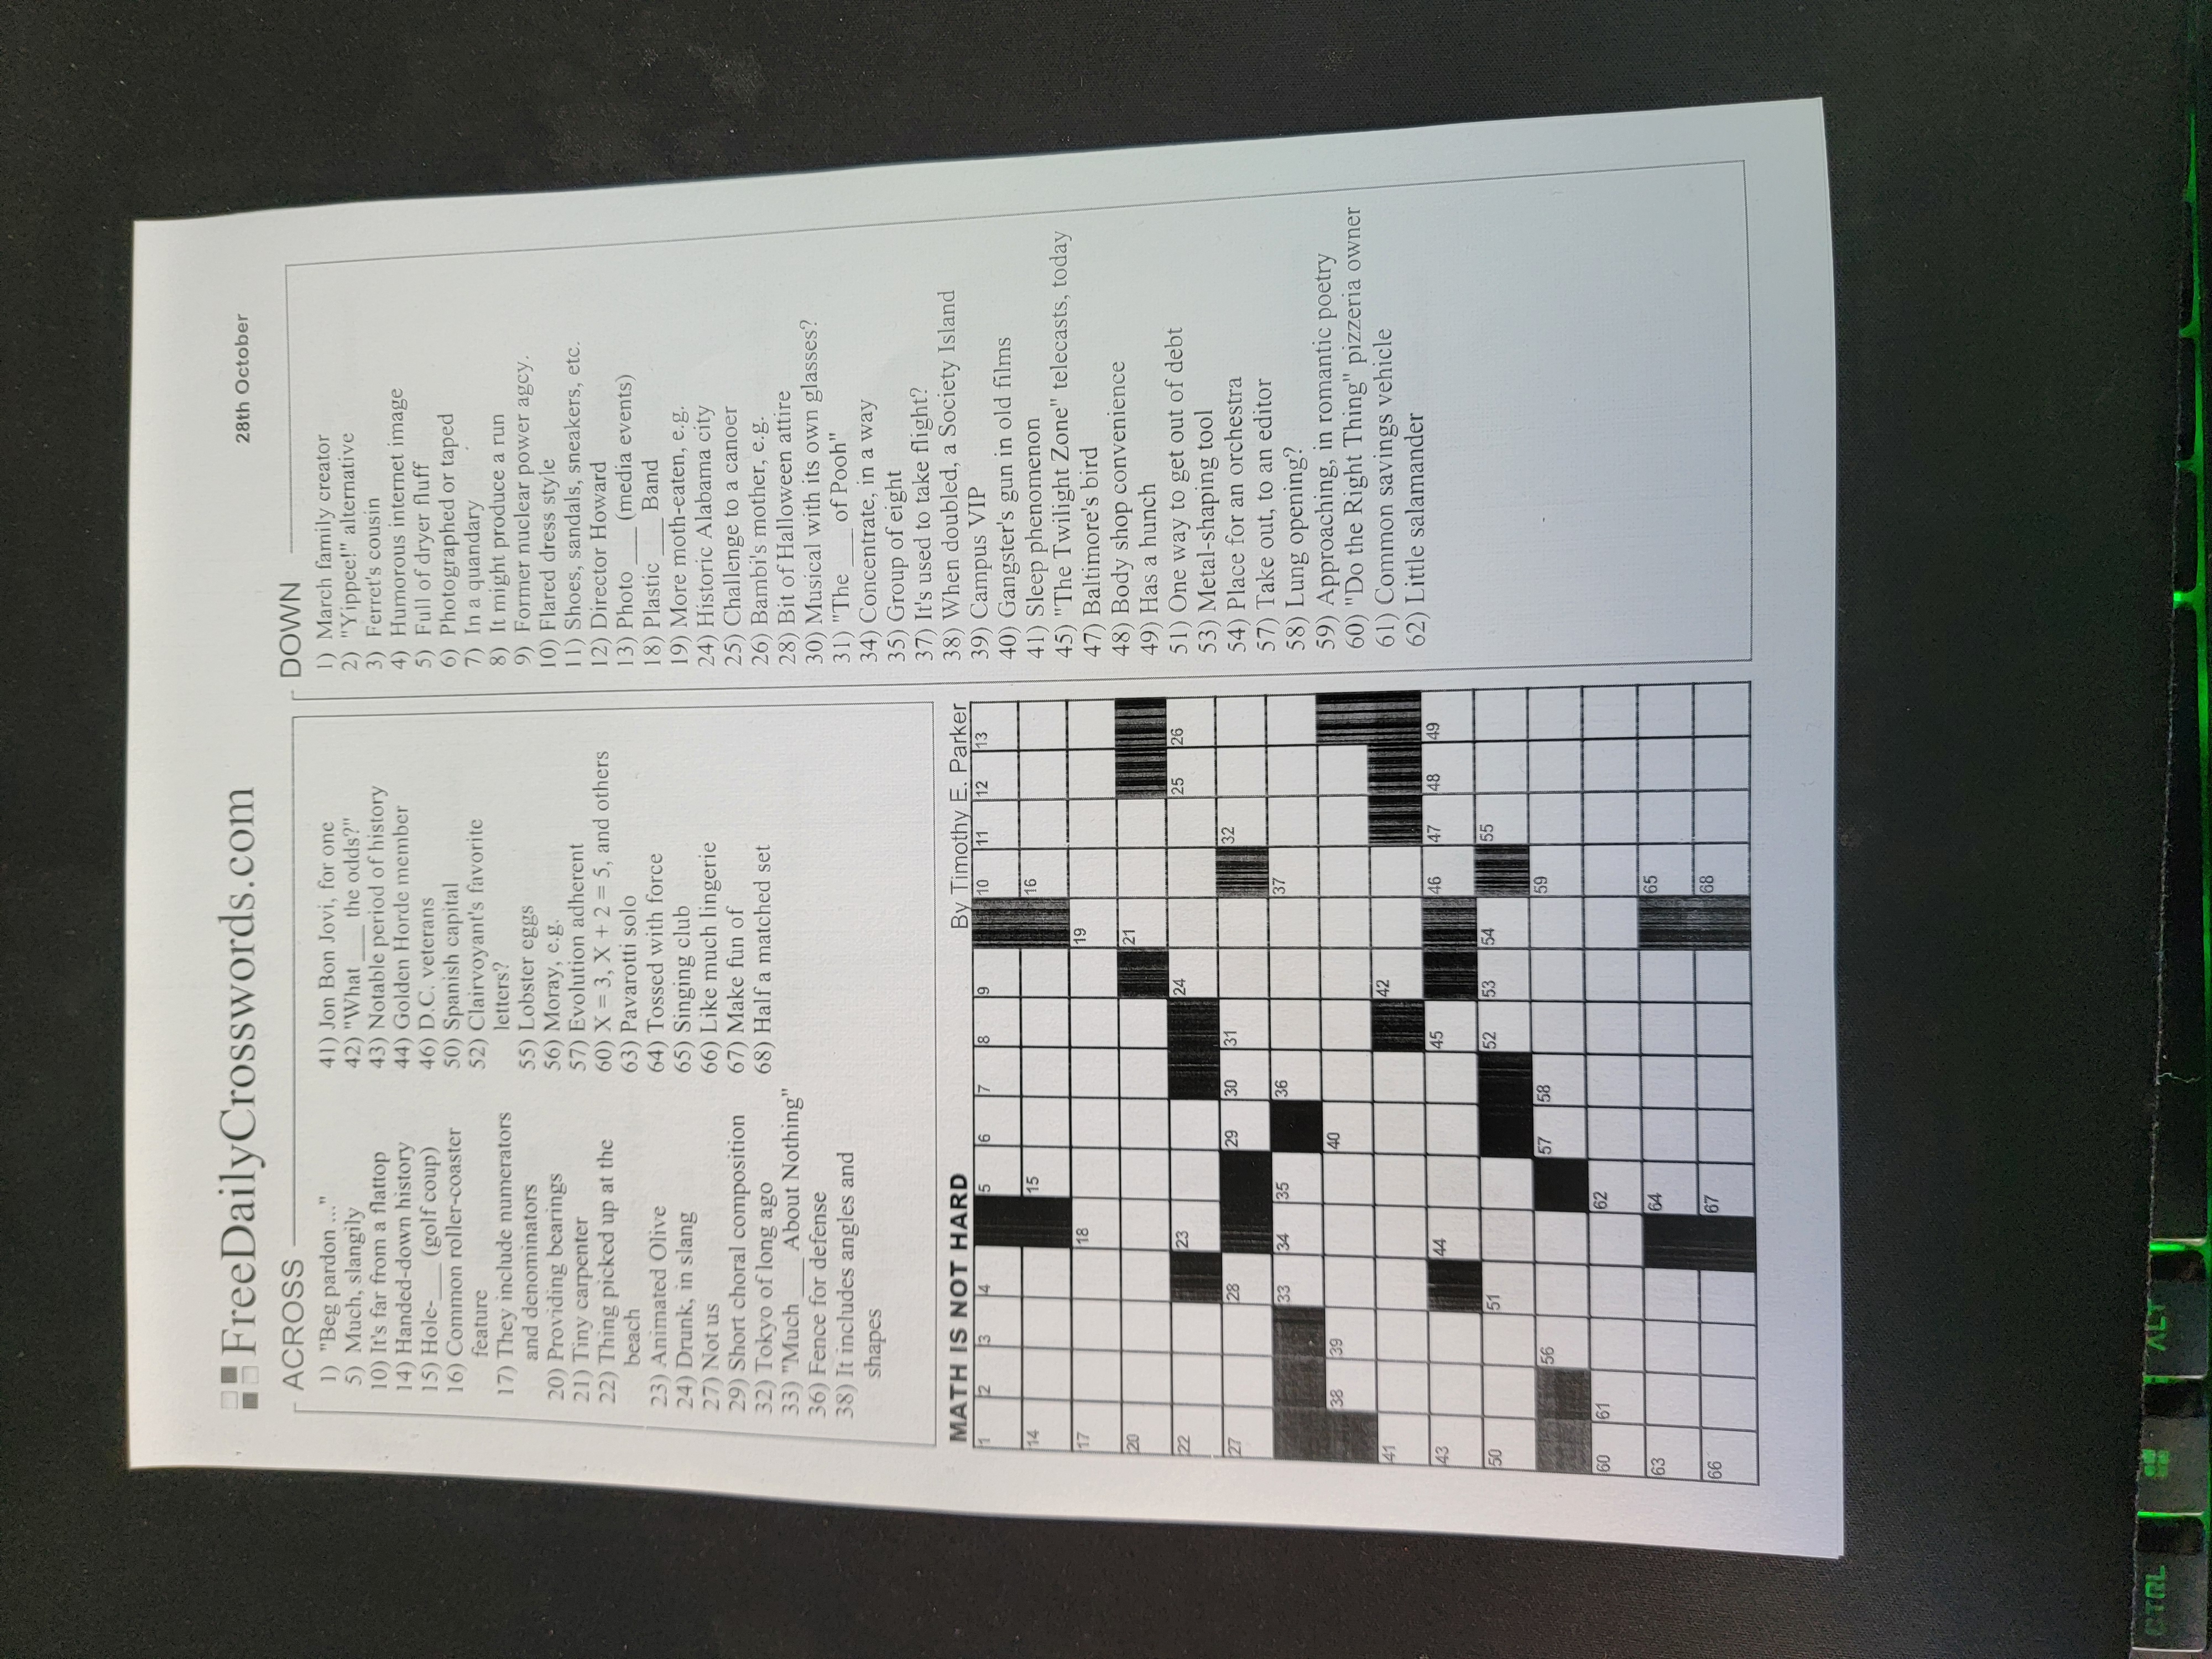 FreeDailyCrosswords.com
28th October
ACROSS
1) "Beg pardon ..."
5) Much, slangily
10) It's far from a flattop
14) Handed-down history
15) Hole-___ (golf coup)
16) Common roller-coaster
feature
17) They include numerators
and denominators
20) Providing bearings
21) Tiny carpenter
22) Thing picked up at the
beach
23) Animated Olive
24) Drunk, in slang
27) Not us
29) Short choral composition
32) Tokyo of long ago
33) "Much ___ About Nothing"
36) Fence for defense
38) It includes angles and
shapes
41) Jon Bon Jovi, for one
42) "What ___ the odds?"
43) Notable period of history
44) Golden Horde member
46) D.C. veterans
50) Spanish capital
52) Clairvoyant's favorite
letters?
55) Lobster eggs
56) Moray, e.g.
57) Evolution adherent
60) X = 3, X + 2 = 5, and others
63) Pavarotti solo
64) Tossed with force
65) Singing club
66) Like much lingerie
67) Make fun of
68) Half a matched set
DOWN
1) March family creator
2) "Yippee!" alternative
3) Ferret's cousin
4) Humorous internet image
5) Full of dryer fluff
6) Photographed or taped
7) In a quandary
8) It might produce a run
9) Former nuclear power agcy.
10) Flared dress style
11) Shoes, sandals, sneakers, etc.
12) Director Howard
13) Photo ___ (media events)
18) Plastic ___ Band
19) More moth-eaten, e.g.
24) Historic Alabama city
25) Challenge to a canoer
26) Bambi's mother, e.g.
28) Bit of Halloween attire
30) Musical with its own glasses?
31) "The ___ of Pooh"
34) Concentrate, in a way
35) Group of eight
37) It's used to take flight?
38) When doubled, a Society Island
39) Campus VIP
40) Gangster's gun in old films
41) Sleep phenomenon
45) "The Twilight Zone" telecasts, today
47) Baltimore's bird
48) Body shop convenience
49) Has a hunch
51) One way to get out of debt
53) Metal-shaping tool
54) Place for an orchestra
57) Take out, to an editor
58) Lung opening?
59) Approaching, in romantic poetry
60) "Do the Right Thing" pizzeria owner
61) Common savings vehicle
62) Little salamander
MATH IS NOT HARD
By Timothy E. Parker
1 2 3 4 5 6 7 8 9 10 11 12 13
14 15 16
17 18 19
20 21
22 23 24 25 26
27 28 29 30 31 32
33 34 35 36 37
38 39 40
41 42
43 44 45 46 47 48 49
50 51 52 53 54 55
56 57 58 59
60 61 62
63 64 65
66 67 68
CTRL ALT